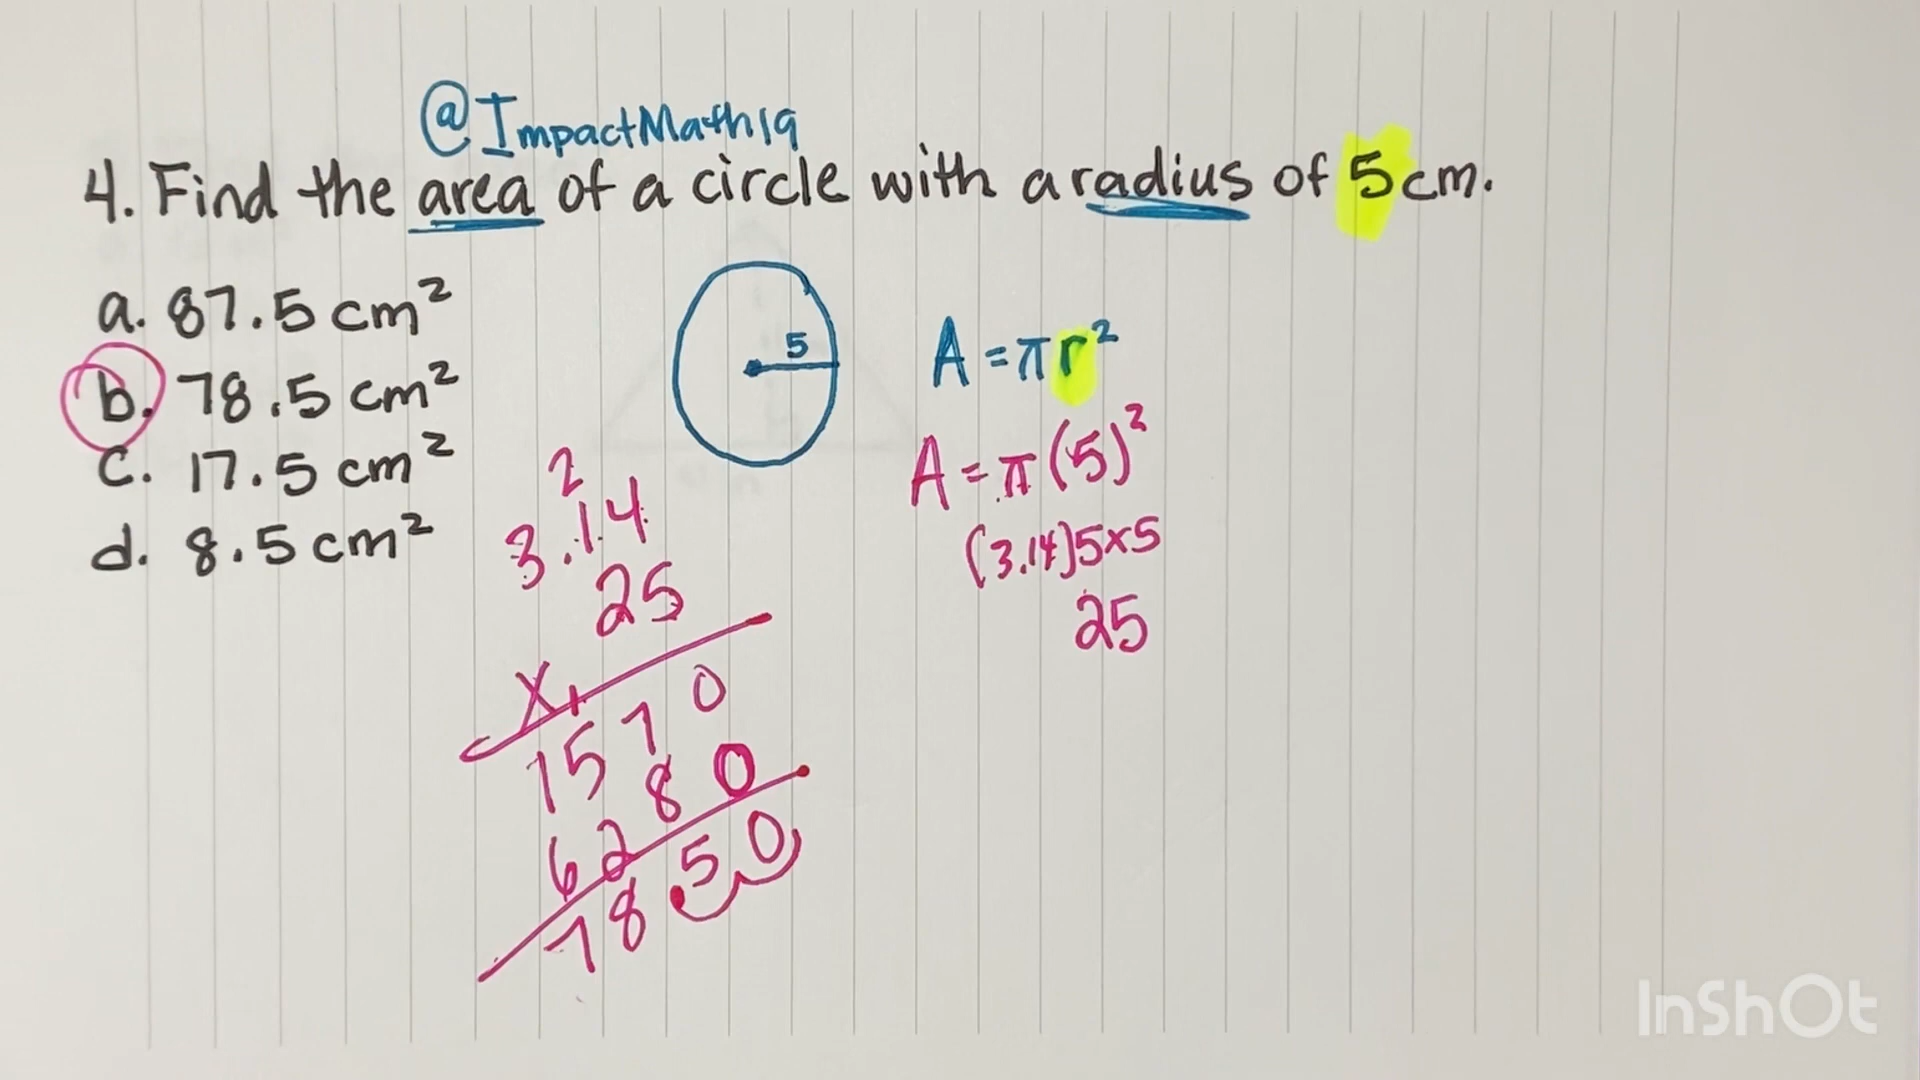 @ImpactMath19
4. Find the area of a circle with a radius of 5 cm.
a. 87.5 cm²
b. 78.5 cm²
c. 17.5 cm²
d. 8.5 cm²
5
A = πr²
A = π(5)²
(3.14)5×5
25
2
3.14
25
×
1
1570
6280
78.50
InShOt